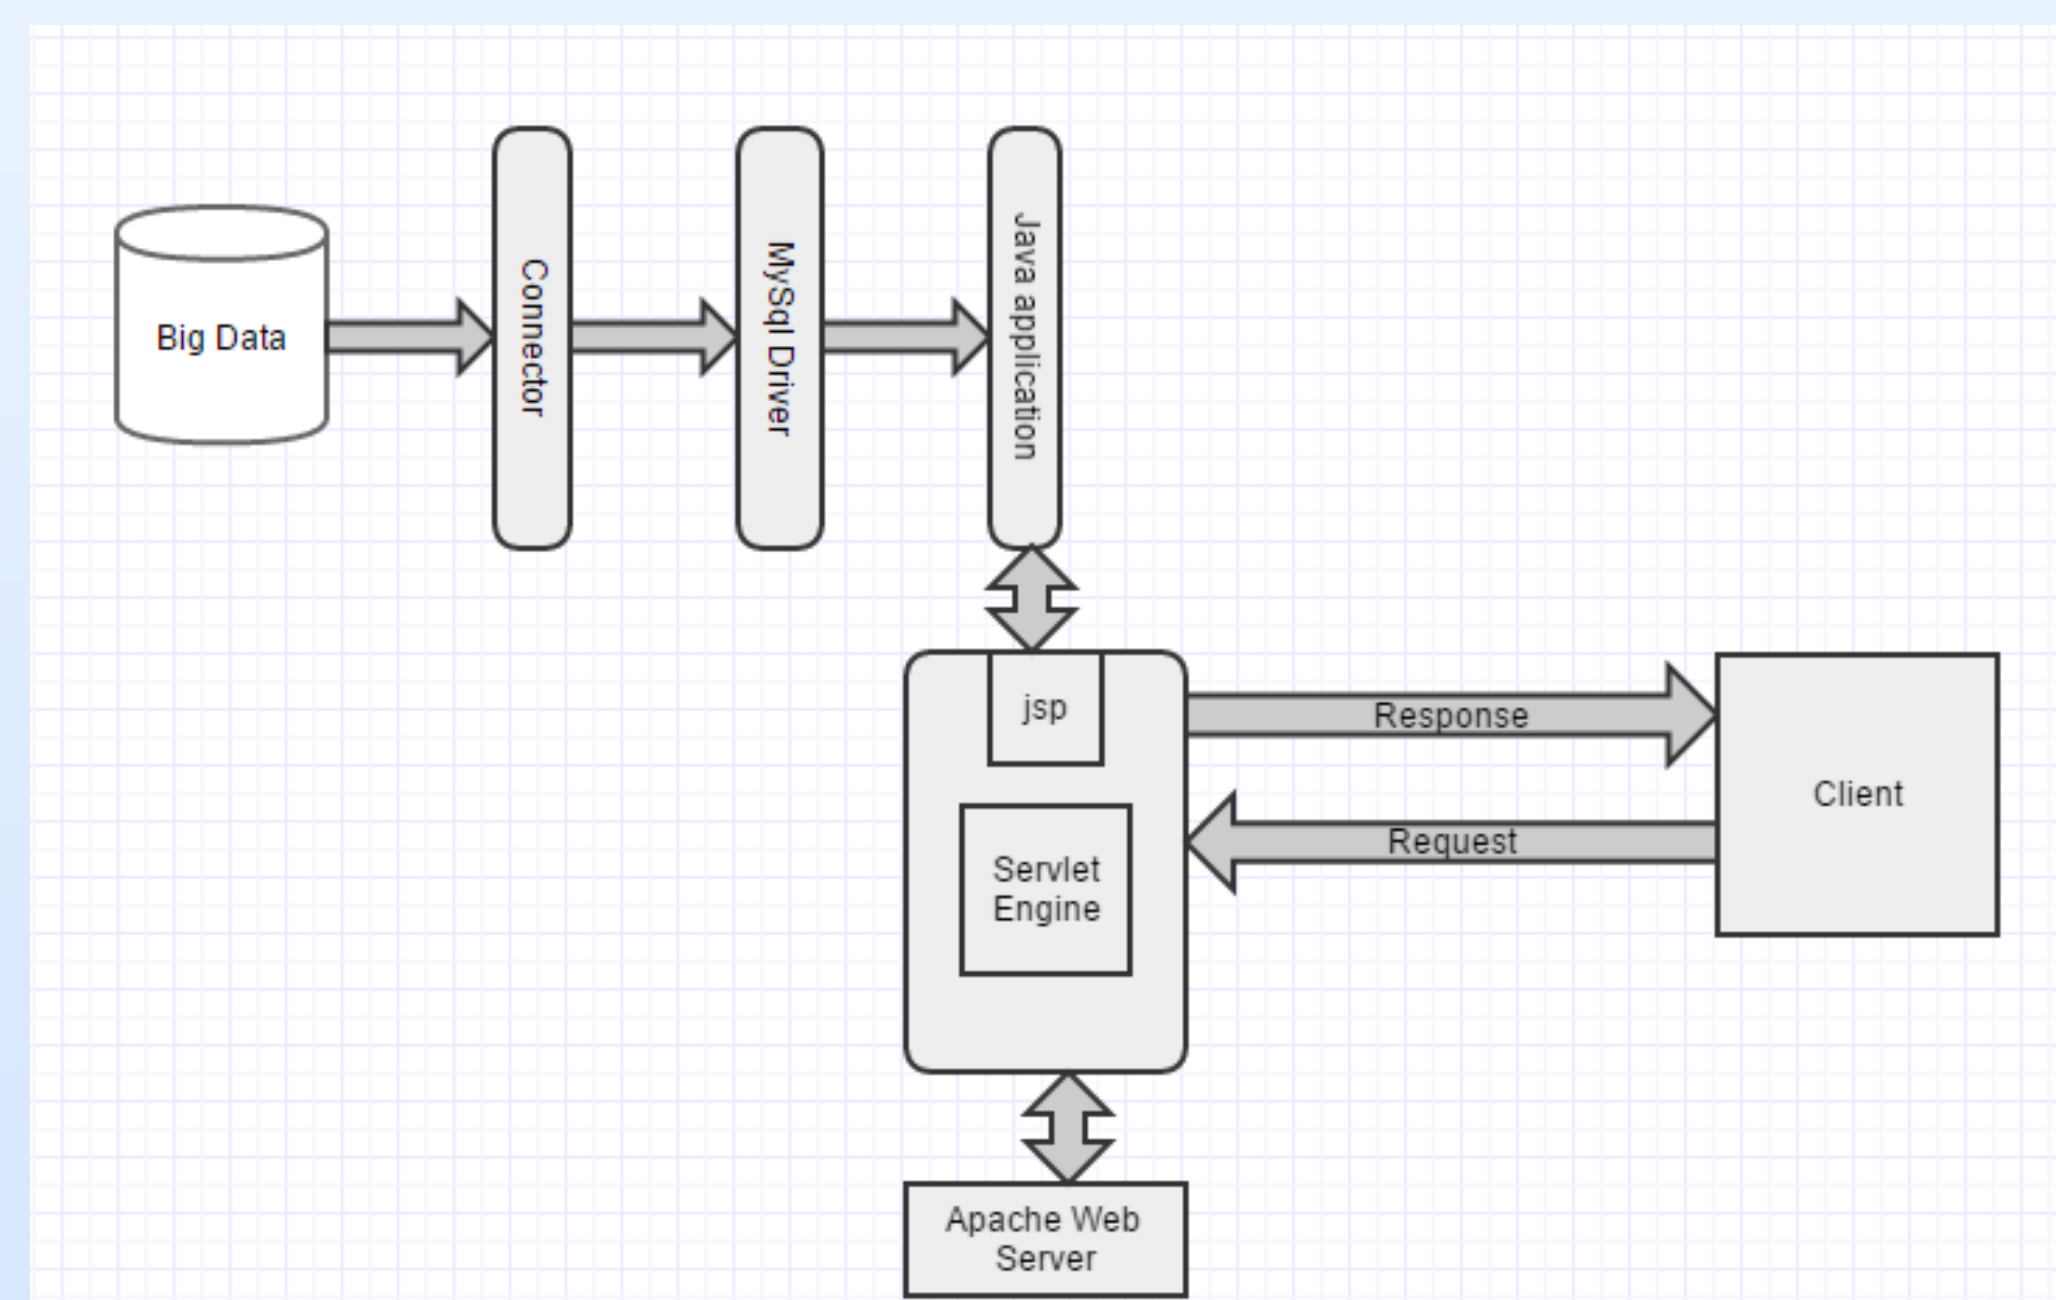 Big Data
Connector
MySql Driver
Java application
jsp
Response
Client
Request
Servlet
Engine
Apache Web
Server